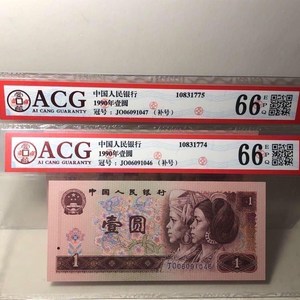 ACG
AI CANG GUARANTY
中国人民银行
1990年壹圆
冠号：JO06091047 （补号）
10831775
66 EPQ
ACG
AI CANG GUARANTY
中国人民银行
1990年壹圆
冠号：JO06091046 （补号）
10831774
66 EPQ
中国人民银行
壹圆
1
1
JO06091046